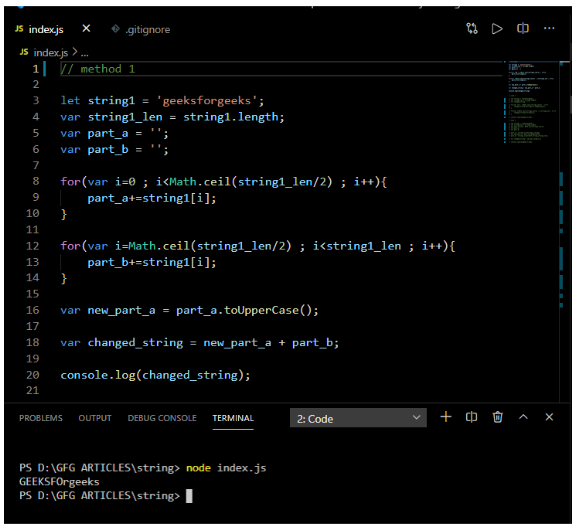 JS index.js × .gitignore
JS index.js > ...
1 // method 1
2
3 let string1 = 'geeksforgeeks';
4 var string1_len = string1.length;
5 var part_a = '';
6 var part_b = '';
7
8 for(var i=0 ; i<Math.ceil(string1_len/2) ; i++){
9 part_a+=string1[i];
10 }
11
12 for(var i=Math.ceil(string1_len/2) ; i<string1_len ; i++){
13 part_b+=string1[i];
14 }
15
16 var new_part_a = part_a.toUpperCase();
17
18 var changed_string = new_part_a + part_b;
19
20 console.log(changed_string);
21
PROBLEMS OUTPUT DEBUG CONSOLE TERMINAL 2: Code
PS D:\GFG ARTICLES\string> node index.js
GEEKSFOrgeeks
PS D:\GFG ARTICLES\string>